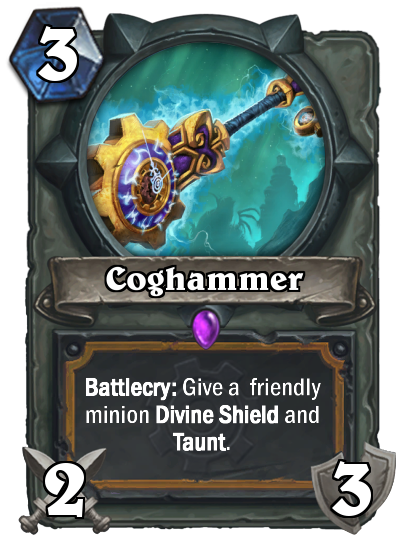 3
Coghammer
Battlecry: Give a friendly
minion Divine Shield and
Taunt.
2
3